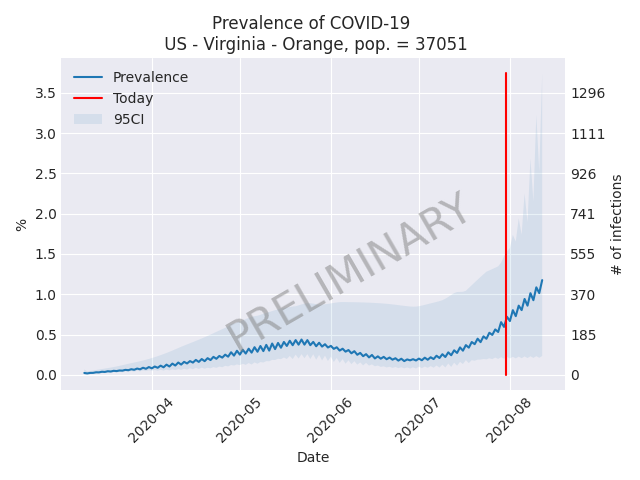 Prevalence of COVID-19
US - Virginia - Orange, pop. = 37051
Prevalence
Today
95CI
3.5
3.0
2.5
2.0
1.5
1.0
0.5
0.0
%
1296
1111
926
741
555
370
185
0
# of infections
PRELIMINARY
2020-04
2020-05
2020-06
2020-07
2020-08
Date